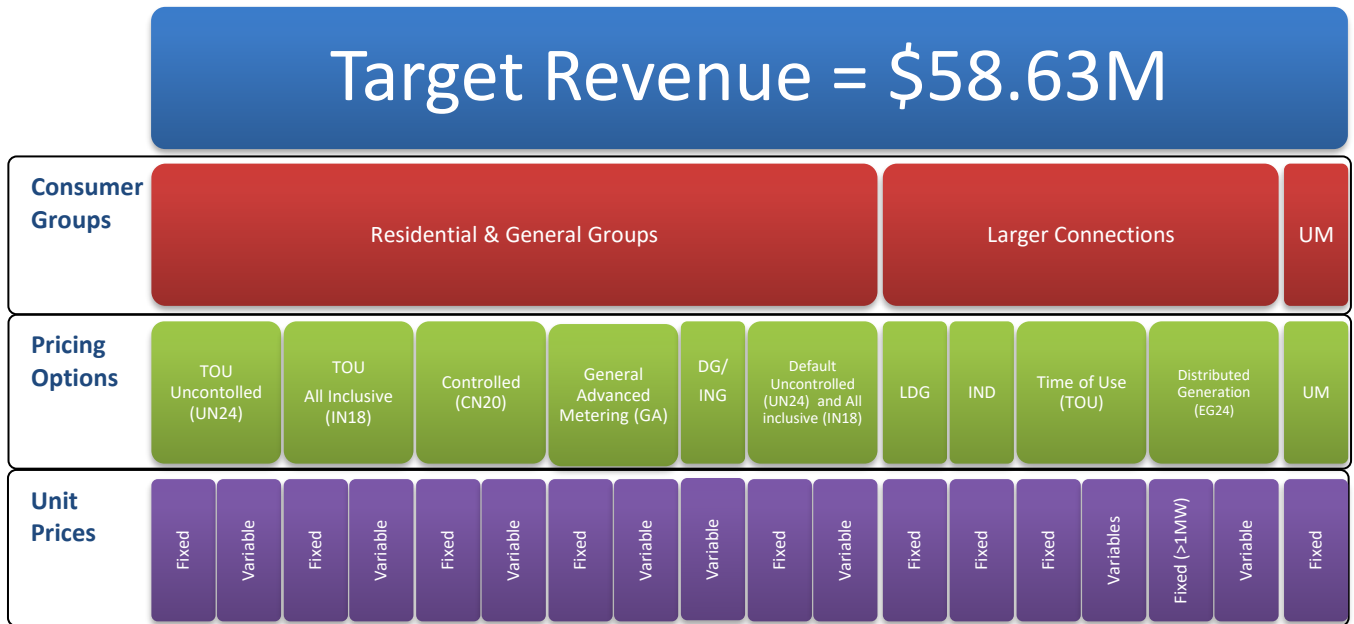 Target Revenue = $58.63M
Consumer
Groups
Residential & General Groups
Larger Connections
UM
Pricing
Options
TOU
Uncontolled
(UN24)
TOU
All Inclusive
(IN18)
Controlled
(CN20)
General
Advanced
Metering (GA)
DG/
ING
Default
Uncontrolled
(UN24) and All
inclusive (IN18)
LDG
IND
Time of Use
(TOU)
Distributed
Generation
(EG24)
UM
Unit
Prices
Fixed
Variable
Fixed
Variable
Fixed
Variable
Fixed
Variable
Variable
Fixed
Variable
Fixed
Fixed
Fixed
Variables
Fixed (>1MW)
Variable
Fixed